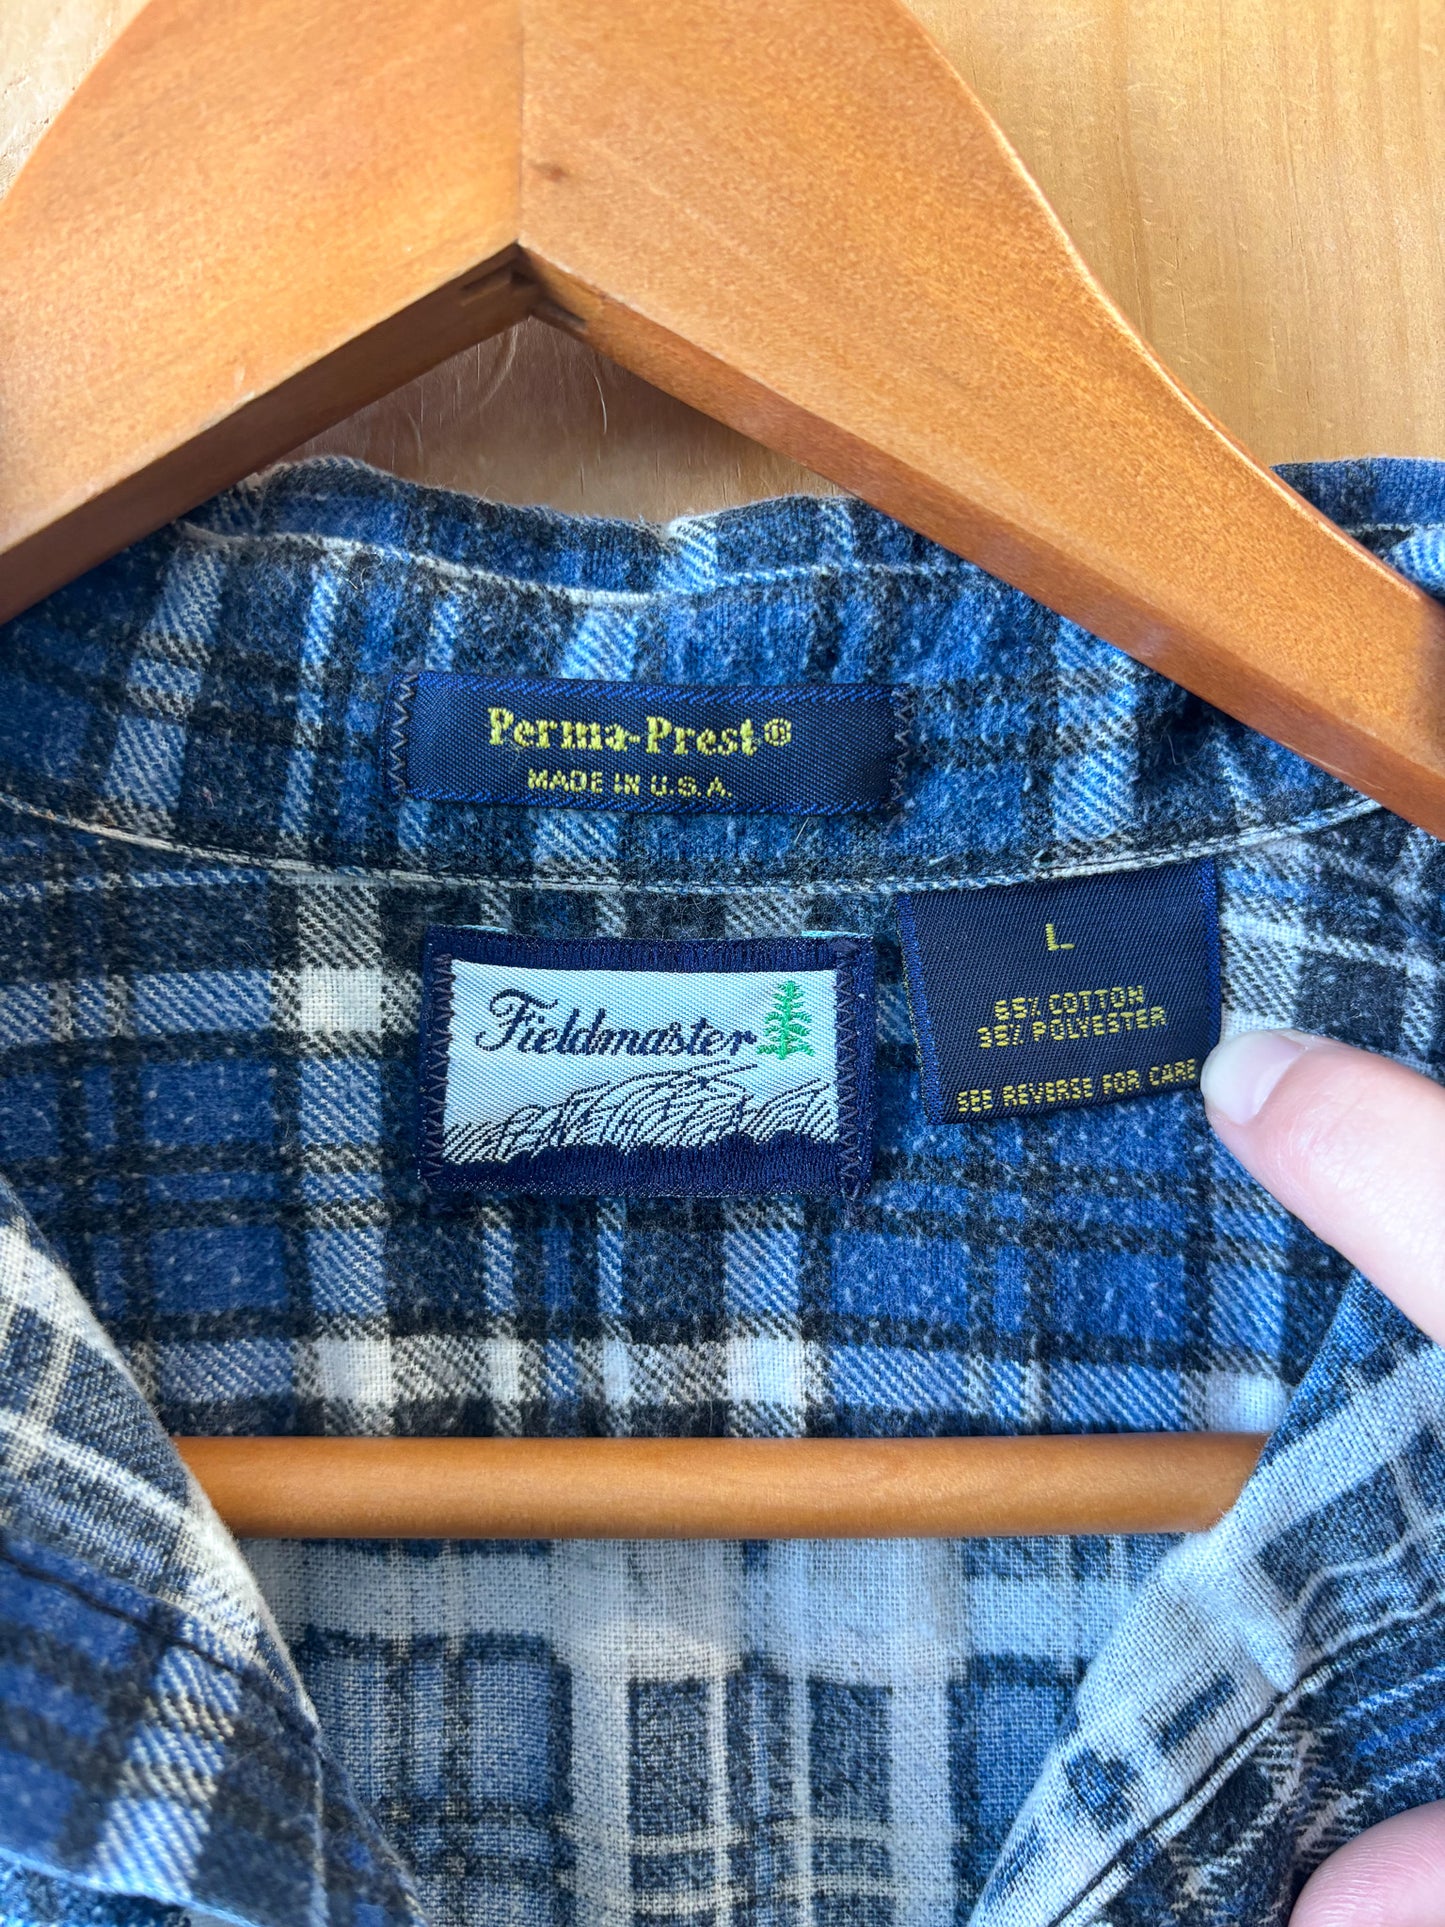 Perma-Prest®
MADE IN U.S.A.
Fieldmaster
L
65% COTTON
35% POLYESTER
SEE REVERSE FOR CARE